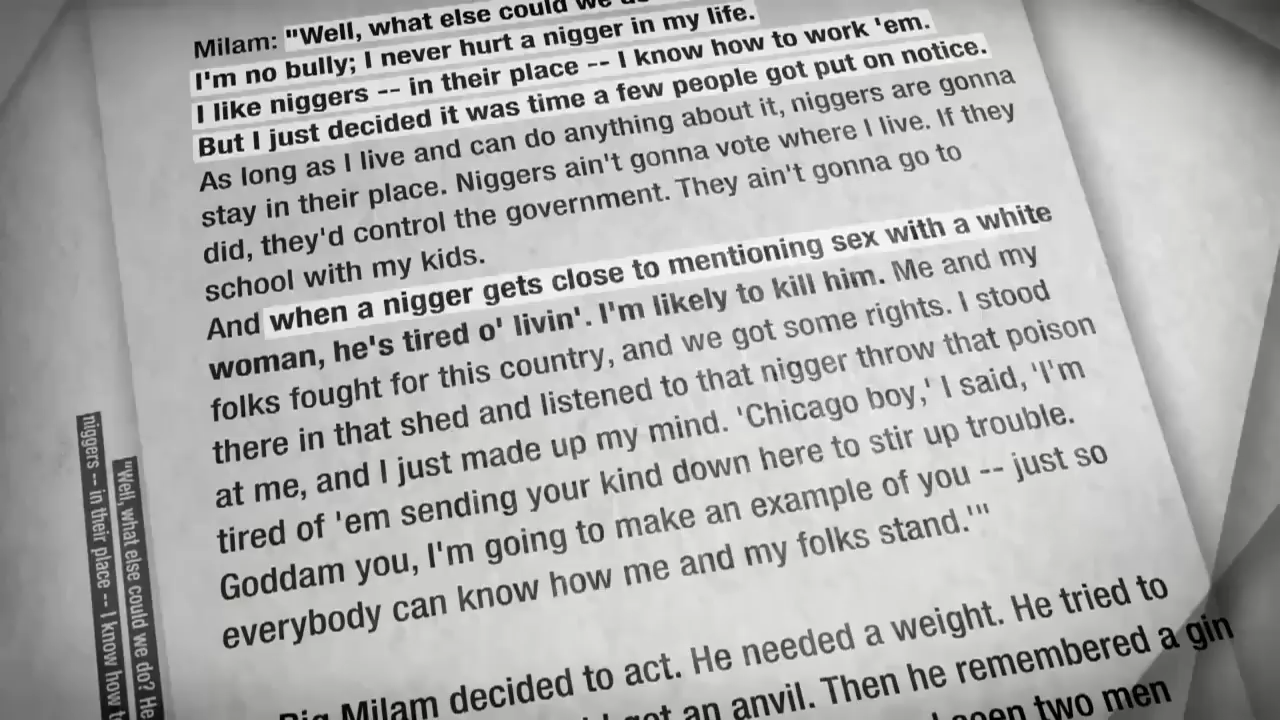 Milam: "Well, what else could we
I'm no bully; I never hurt a nigger in my life.
I like niggers -- in their place -- I know how to work 'em.
But I just decided it was time a few people got put on notice.
As long as I live and can do anything about it, niggers are gonna
stay in their place. Niggers ain't gonna vote where I live. If they
did, they'd control the government. They ain't gonna go to
school with my kids.
And when a nigger gets close to mentioning sex with a white
woman, he's tired o' livin'. I'm likely to kill him. Me and my
folks fought for this country, and we got some rights. I stood
there in that shed and listened to that nigger throw that poison
at me, and I just made up my mind. 'Chicago boy,' I said, 'I'm
tired of 'em sending your kind down here to stir up trouble.
Goddam you, I'm going to make an example of you -- just so
everybody can know how me and my folks stand.'"
Big Milam decided to act. He needed a weight. He tried to
got an anvil. Then he remembered a gin
seen two men
"Well, what else could we do? He
niggers -- in their place -- I know how t